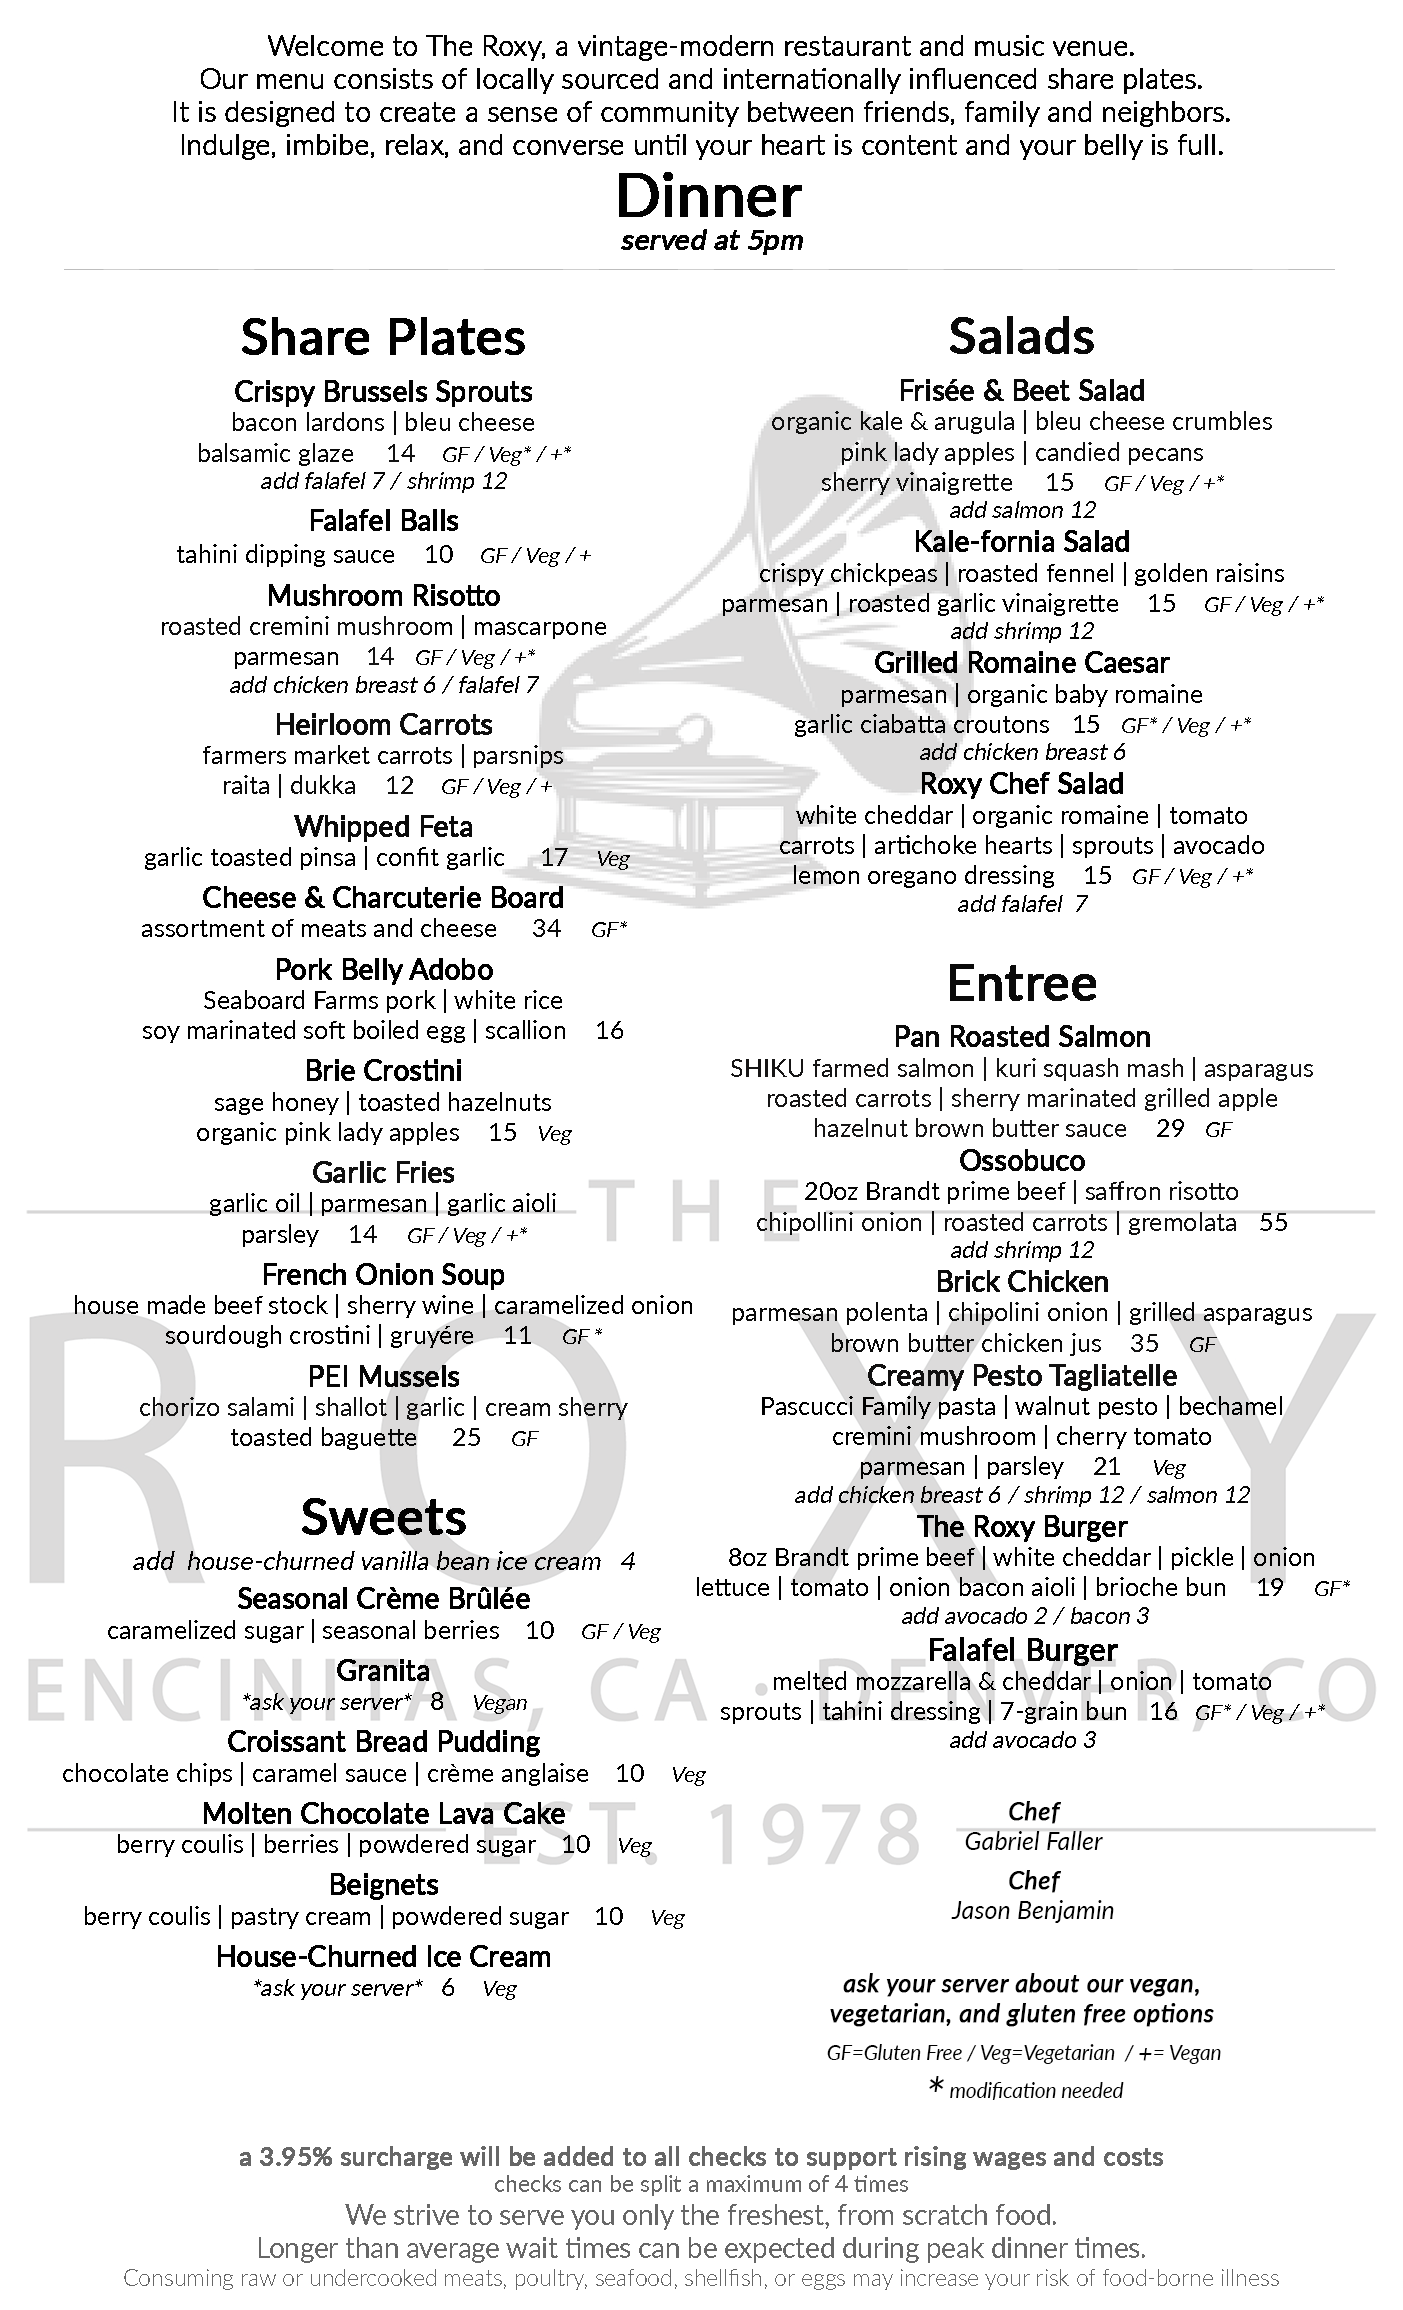 Welcome to The Roxy, a vintage-modern restaurant and music venue.
Our menu consists of locally sourced and internationally influenced share plates.
It is designed to create a sense of community between friends, family and neighbors.
Indulge, imbibe, relax, and converse until your heart is content and your belly is full.
Dinner
served at 5pm
Share Plates
Crispy Brussels Sprouts
bacon lardons | bleu cheese
balsamic glaze 14 GF / Veg* / +*
add falafel 7 / shrimp 12
Falafel Balls
tahini dipping sauce 10 GF / Veg / +
Mushroom Risotto
roasted cremini mushroom | mascarpone
parmesan 14 GF / Veg / +*
add chicken breast 6 / falafel 7
Heirloom Carrots
farmers market carrots | parsnips
raita | dukka 12 GF / Veg / +
Whipped Feta
garlic toasted pinsa | confit garlic 17 Veg
Cheese & Charcuterie Board
assortment of meats and cheese 34 GF*
Pork Belly Adobo
Seaboard Farms pork | white rice
soy marinated soft boiled egg | scallion 16
Brie Crostini
sage honey | toasted hazelnuts
organic pink lady apples 15 Veg
Garlic Fries
garlic oil | parmesan | garlic aioli
parsley 14 GF / Veg / +*
French Onion Soup
house made beef stock | sherry wine | caramelized onion
sourdough crostini | gruyére 11 GF *
PEI Mussels
chorizo salami | shallot | garlic | cream sherry
toasted baguette 25 GF
Sweets
add house-churned vanilla bean ice cream 4
Seasonal Crème Brûlée
caramelized sugar | seasonal berries 10 GF / Veg
Granita
*ask your server* 8 Vegan
Croissant Bread Pudding
chocolate chips | caramel sauce | crème anglaise 10 Veg
Molten Chocolate Lava Cake
berry coulis | berries | powdered sugar 10 Veg
Beignets
berry coulis | pastry cream | powdered sugar 10 Veg
House-Churned Ice Cream
*ask your server* 6 Veg
Salads
Frisée & Beet Salad
organic kale & arugula | bleu cheese crumbles
pink lady apples | candied pecans
sherry vinaigrette 15 GF / Veg / +*
add salmon 12
Kale-fornia Salad
crispy chickpeas | roasted fennel | golden raisins
parmesan | roasted garlic vinaigrette 15 GF / Veg / +*
add shrimp 12
Grilled Romaine Caesar
parmesan | organic baby romaine
garlic ciabatta croutons 15 GF* / Veg / +*
add chicken breast 6
Roxy Chef Salad
white cheddar | organic romaine | tomato
carrots | artichoke hearts | sprouts | avocado
lemon oregano dressing 15 GF / Veg / +*
add falafel 7
Entree
Pan Roasted Salmon
SHIKU farmed salmon | kuri squash mash | asparagus
roasted carrots | sherry marinated grilled apple
hazelnut brown butter sauce 29 GF
Ossobuco
20oz Brandt prime beef | saffron risotto
chipollini onion | roasted carrots | gremolata 55
add shrimp 12
Brick Chicken
parmesan polenta | chipolini onion | grilled asparagus
brown butter chicken jus 35 GF
Creamy Pesto Tagliatelle
Pascucci Family pasta | walnut pesto | bechamel
cremini mushroom | cherry tomato
parmesan | parsley 21 Veg
add chicken breast 6 / shrimp 12 / salmon 12
The Roxy Burger
8oz Brandt prime beef | white cheddar | pickle | onion
lettuce | tomato | onion bacon aioli | brioche bun 19 GF*
add avocado 2 / bacon 3
Falafel Burger
melted mozzarella & cheddar | onion | tomato
sprouts | tahini dressing | 7-grain bun 16 GF* / Veg / +*
add avocado 3
Chef
Gabriel Faller
Chef
Jason Benjamin
ask your server about our vegan,
vegetarian, and gluten free options
GF=Gluten Free / Veg=Vegetarian / += Vegan
* modification needed
THE
ROXY
ENCINITAS, CA • DENVER, CO
EST. 1978
a 3.95% surcharge will be added to all checks to support rising wages and costs
checks can be split a maximum of 4 times
We strive to serve you only the freshest, from scratch food.
Longer than average wait times can be expected during peak dinner times.
Consuming raw or undercooked meats, poultry, seafood, shellfish, or eggs may increase your risk of food-borne illness